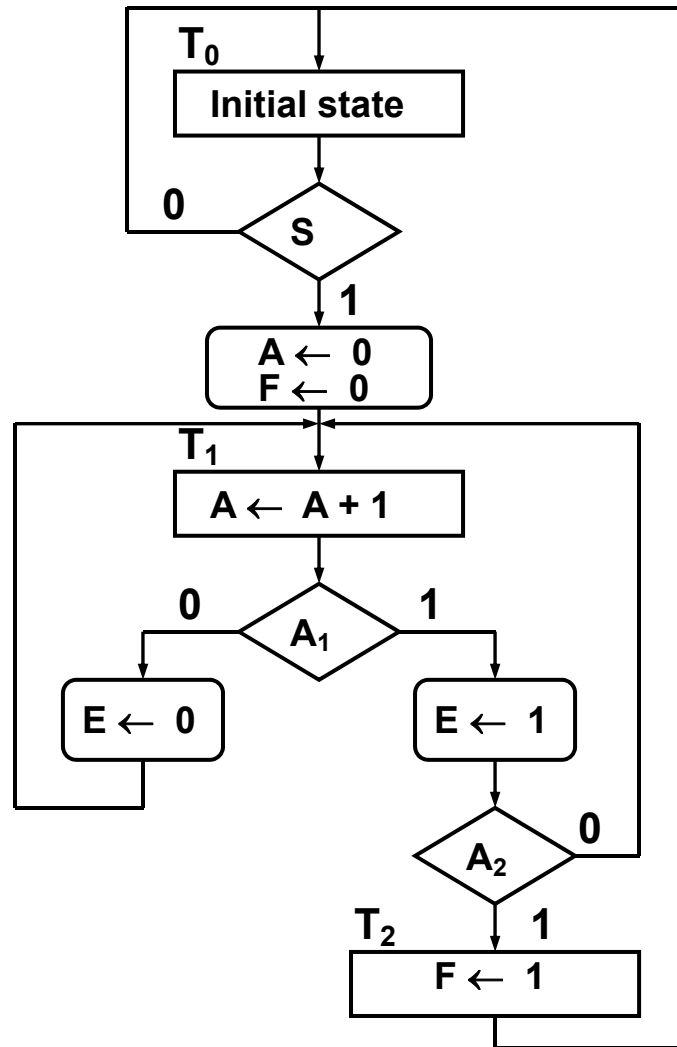 T₀
Initial state
0
S
1
A ← 0
F ← 0
T₁
A ← A + 1
0
1
A₁
E ← 0
E ← 1
0
A₂
T₂
1
F ← 1